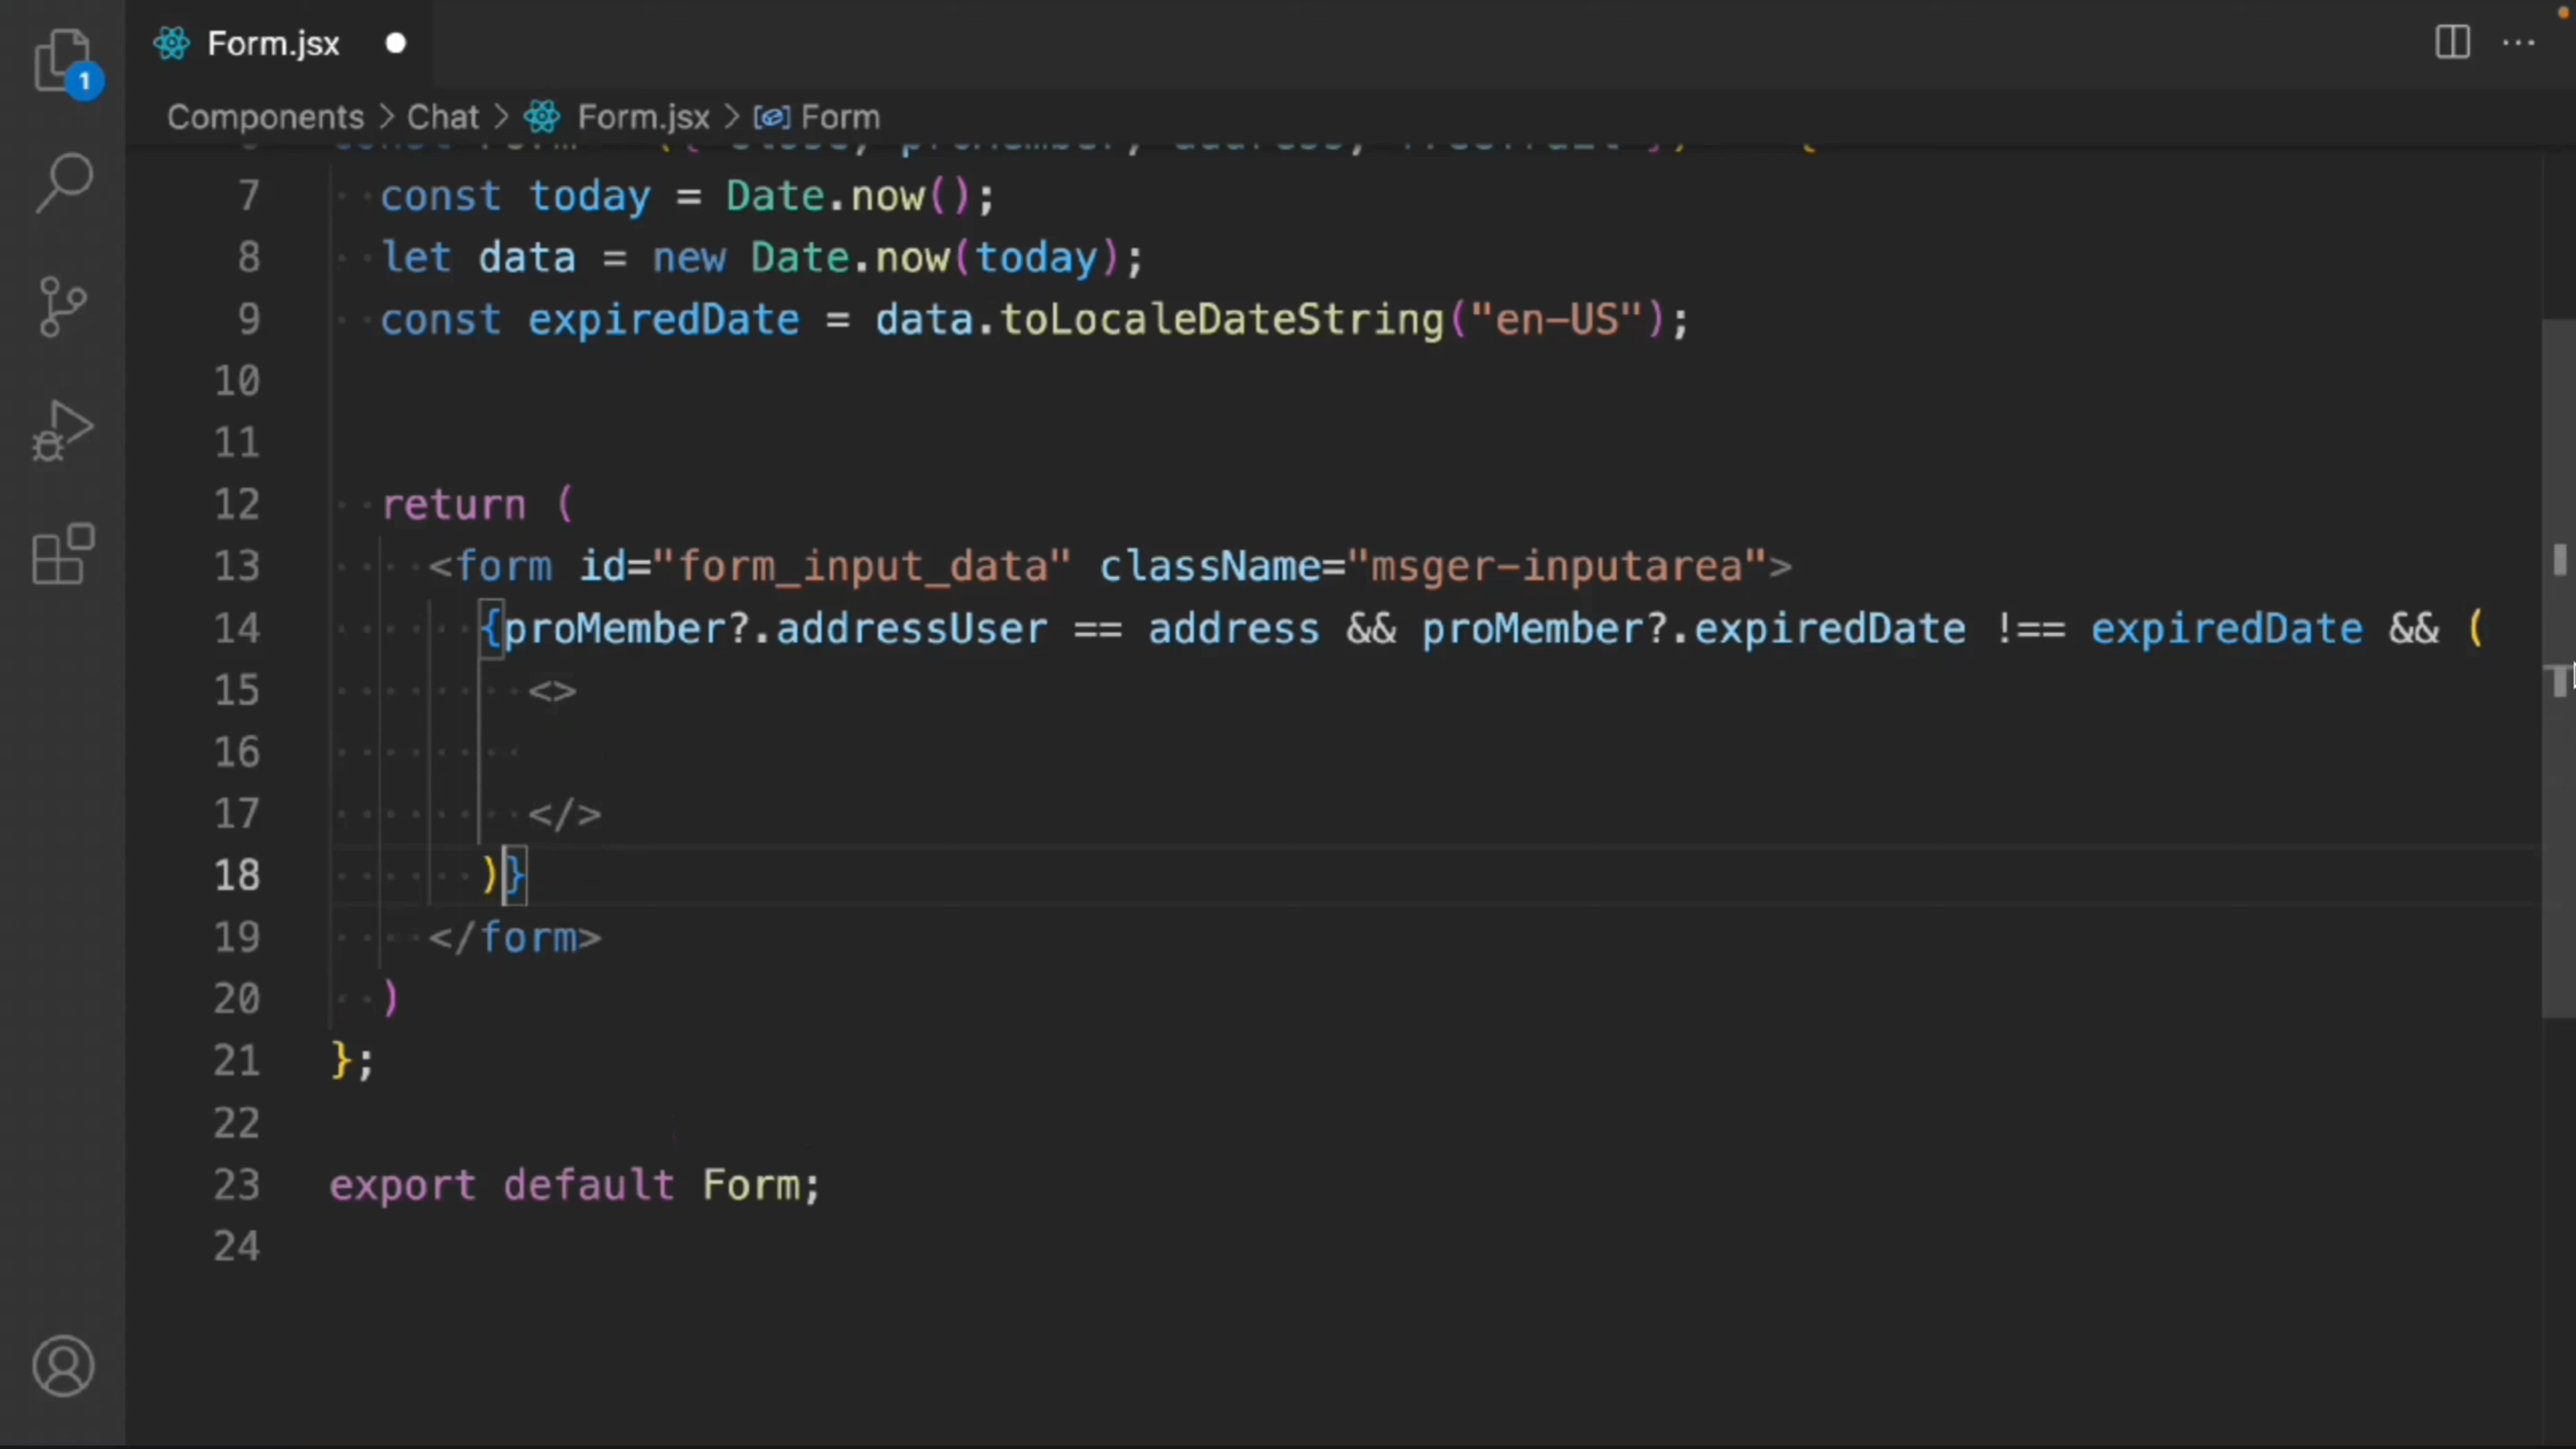 1
Form.jsx
Components > Chat > Form.jsx > Form
7 const today = Date.now();
8 let data = new Date.now(today);
9 const expiredDate = data.toLocaleDateString("en-US");
10
11
12 return (
13 <form id="form_input_data" className="msger-inputarea">
14 {proMember?.addressUser == address && proMember?.expiredDate !== expiredDate && (
15 <>
16
17 </>
18 )}
19 </form>
20 )
21 };
22
23 export default Form;
24